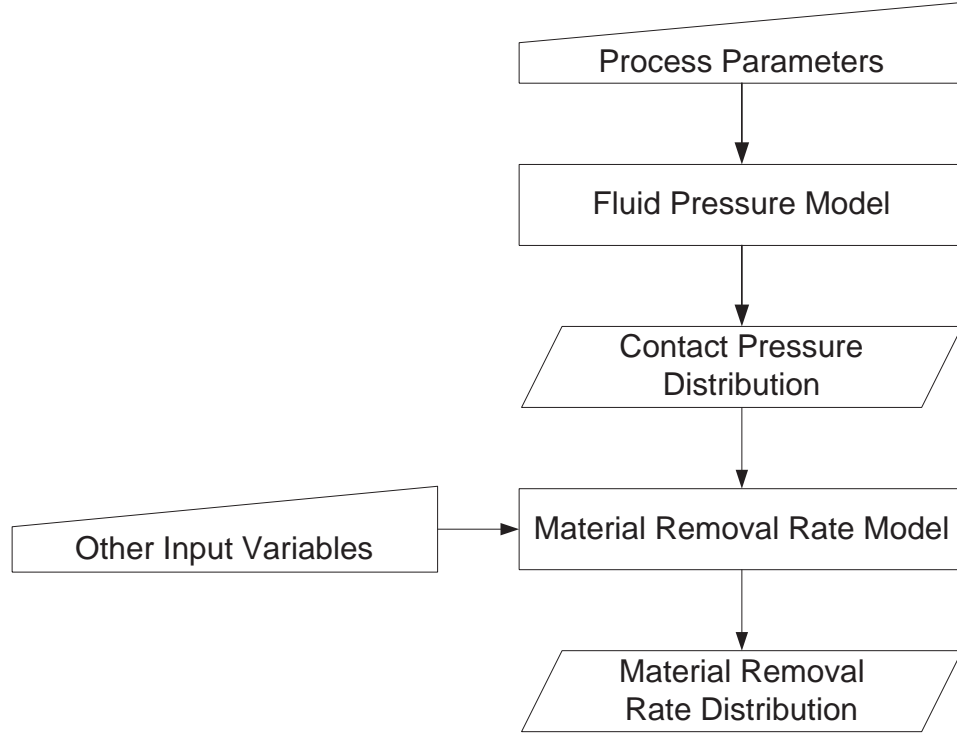 Process Parameters
Fluid Pressure Model
Contact Pressure
Distribution
Other Input Variables
Material Removal Rate Model
Material Removal
Rate Distribution